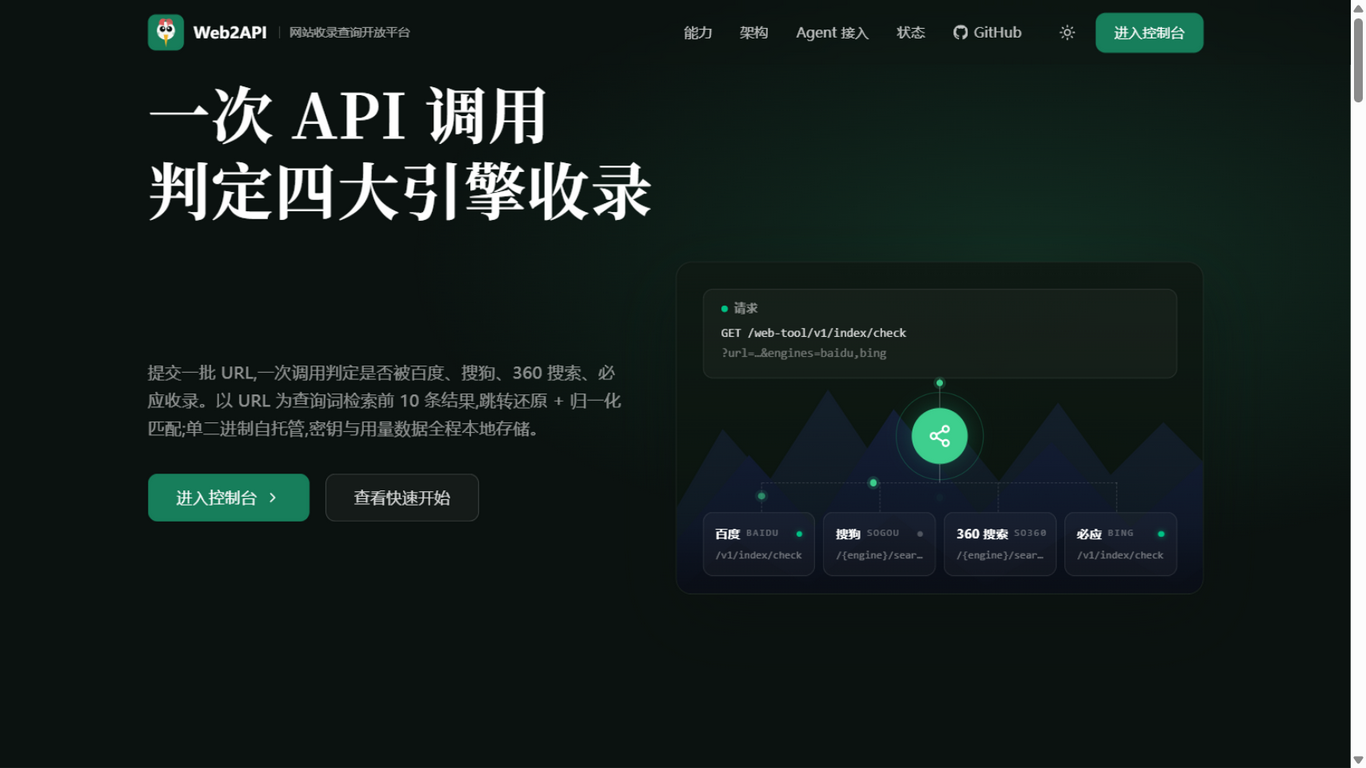 Web2API
网站收录查询开放平台
能力
架构
Agent 接入
状态
GitHub
进入控制台
一次 API 调用
判定四大引擎收录
请求
GET /web-tool/v1/index/check
?url=…&engines=baidu,bing
提交一批 URL,一次调用判定是否被百度、搜狗、360 搜索、必
应收录。以 URL 为查询词检索前 10 条结果,跳转还原 + 归一化
匹配;单二进制自托管,密钥与用量数据全程本地存储。
进入控制台
查看快速开始
百度 BAIDU
/v1/index/check
搜狗 SOGOU
/{engine}/sear…
360 搜索 SO360
/{engine}/sear…
必应 BING
/v1/index/check